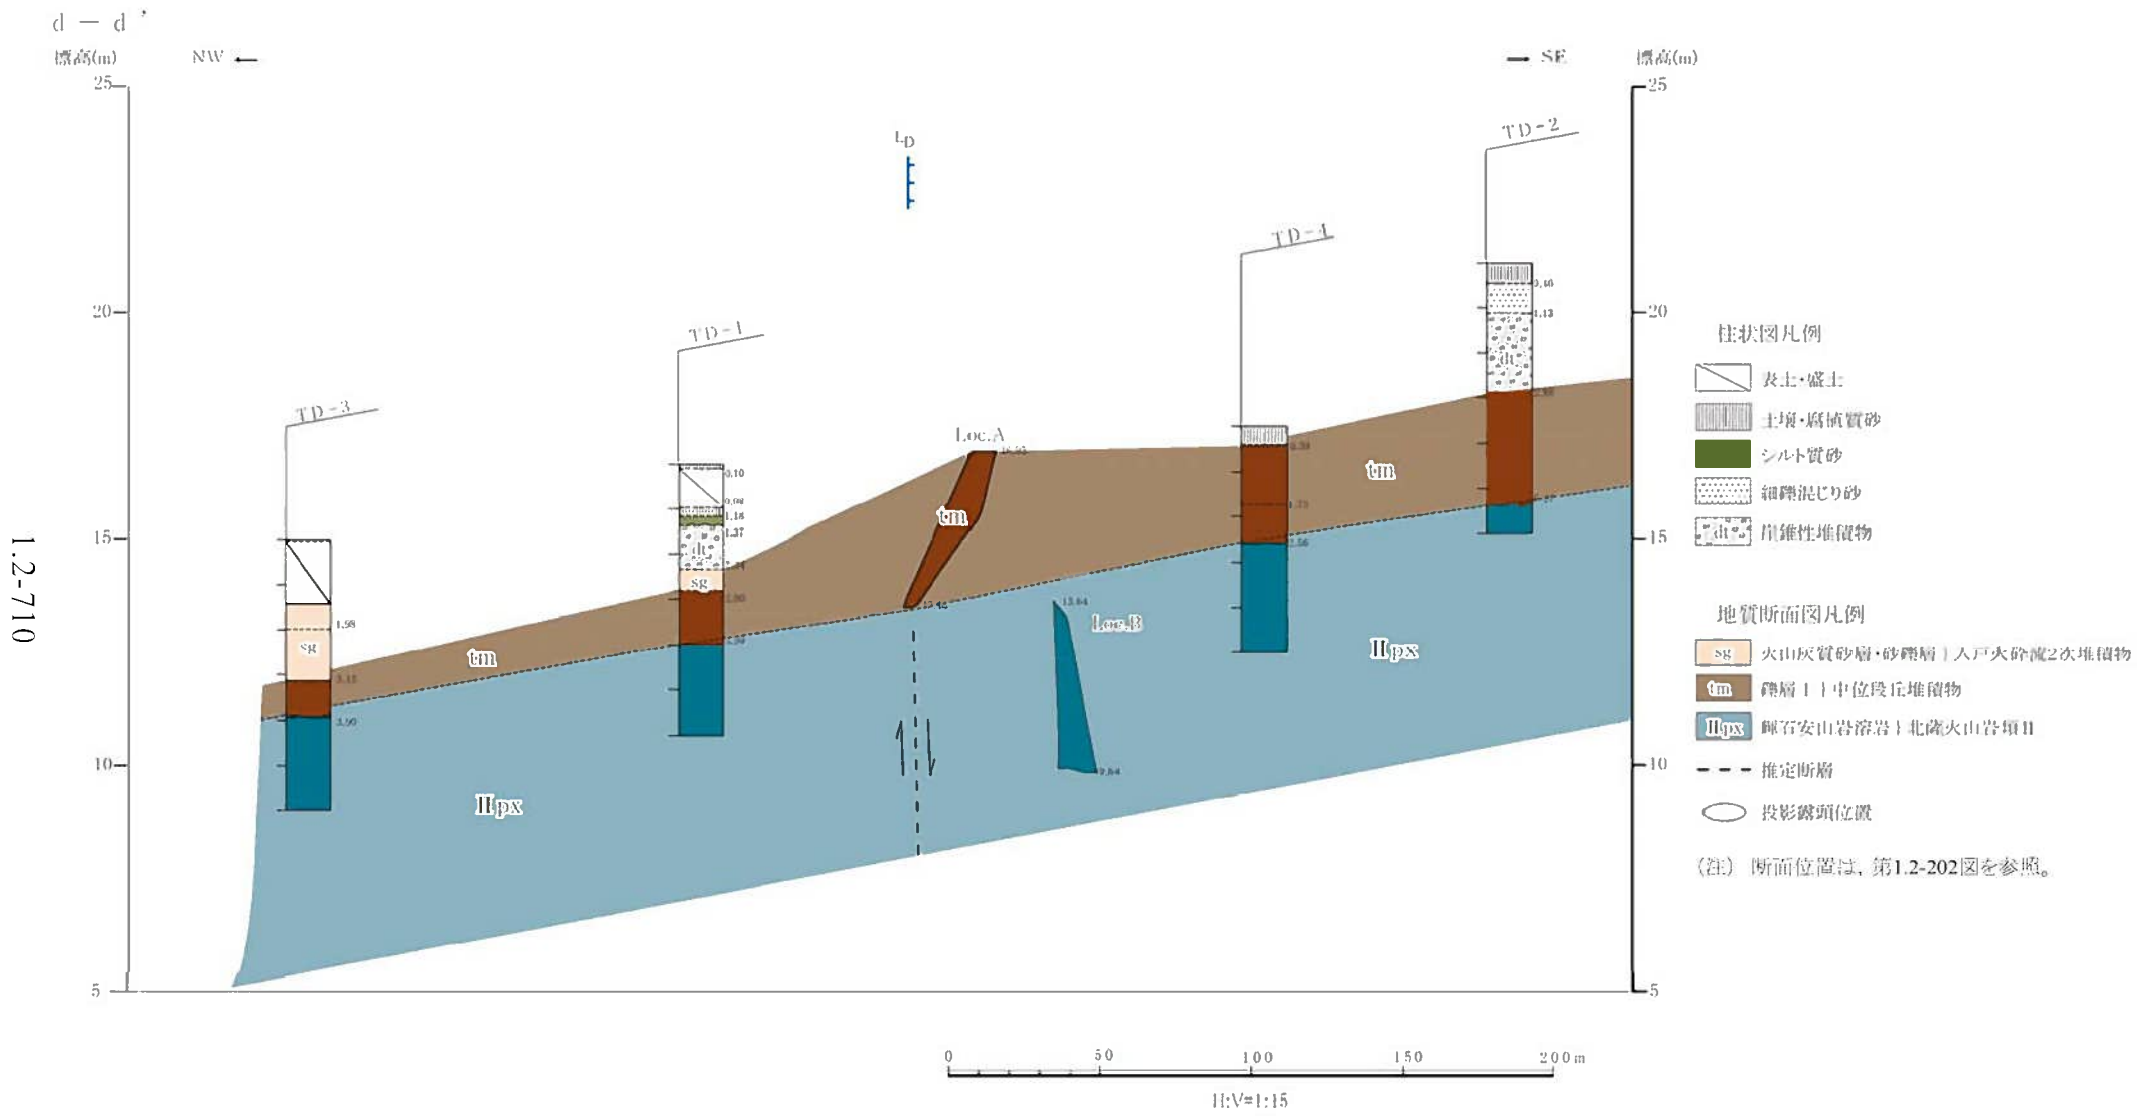 d － d’
標高(m)
NW
SE
標高(m)
25
25
TD-2
LD
TD-4
0.46
20
1.13
20
TD-1
dt
柱状図凡例
表土・盛土
TD-3
土壌・腐植質砂
Loc.A
シルト質砂
0.10
tm
細礫混じり砂
0.98
1.18
tm
1.73
15
1.37
dt
15
崩錐性堆積物
sg
2.56
13.64
Loc.B
地質断面図凡例
1.58
sg
tm
IIpx
sg
火山灰質砂層・砂礫層｜入戸火砕流2次堆積物
3.12
tm
礫層｜中位段丘堆積物
3.90
IIpx
輝石安山岩溶岩｜北薩火山岩類II
10
9.84
10
推定断層
IIpx
投影露頭位置
(注) 断面位置は，第1.2-202図を参照。
5
5
0 50 100 150 200m
H:V=1:15
1.2-710